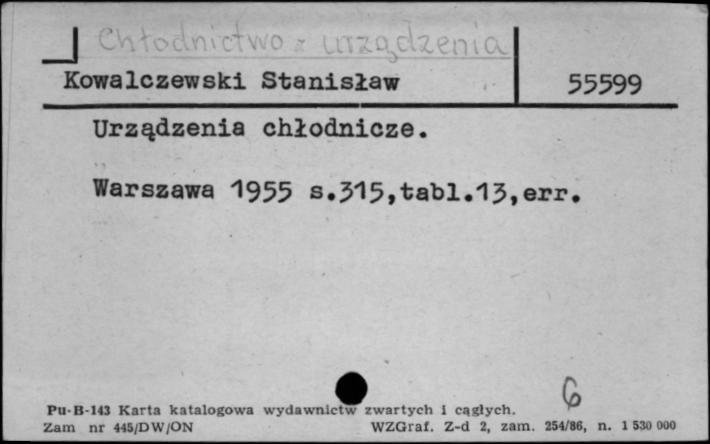 Chłodnictwo - urządzenia
Kowalczewski Stanisław 55599
Urządzenia chłodnicze.
Warszawa 1955 s.315,tabl.13,err.
6
Pu-B-143 Karta katalogowa wydawnictw zwartych i ciągłych.
Zam nr 445/DW/ON WZGraf. Z-d 2, zam. 254/86, n. 1 530 000